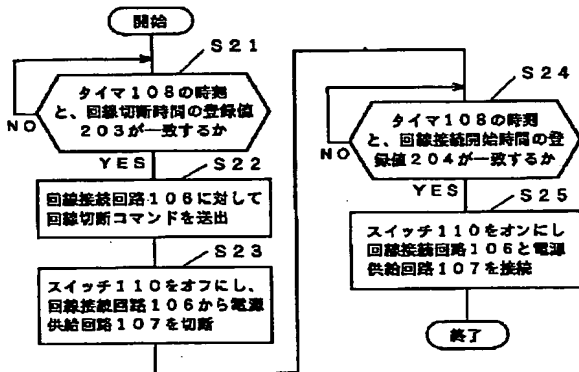 開始
S21
タイマ108の時刻
と、回線切断時間の登録値
203が一致するか
NO
YES
S22
回線接続回路106に対して
回線切断コマンドを送出
S23
スイッチ110をオフにし、
回線接続回路106から電源
供給回路107を切断
S24
タイマ108の時刻
と、回線接続開始時間の登
録値204が一致するか
NO
YES
S25
スイッチ110をオンにし
回線接続回路106と電源
供給回路107を接続
終了